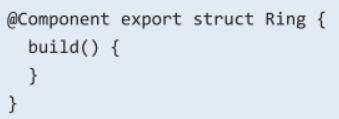 @Component export struct Ring {
  build() {
  }
}